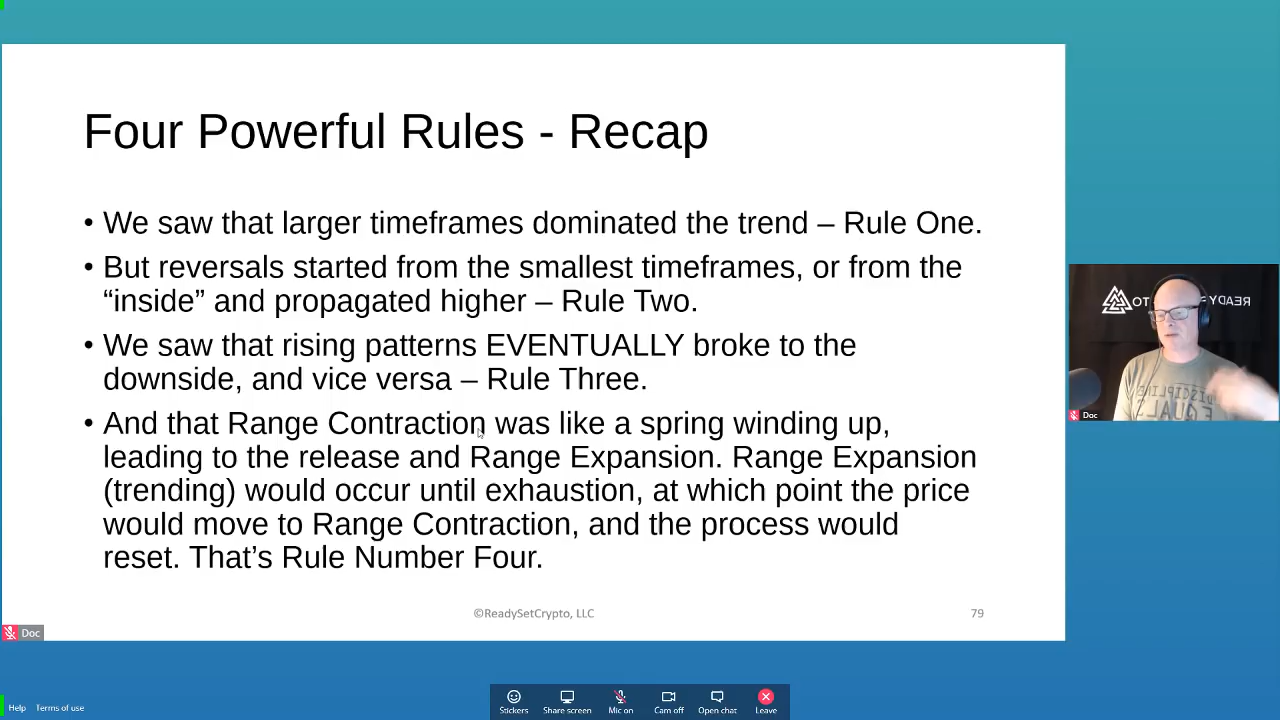 Four Powerful Rules - Recap
• We saw that larger timeframes dominated the trend – Rule One.
• But reversals started from the smallest timeframes, or from the
“inside” and propagated higher – Rule Two.
• We saw that rising patterns EVENTUALLY broke to the
downside, and vice versa – Rule Three.
• And that Range Contraction was like a spring winding up,
leading to the release and Range Expansion. Range Expansion
(trending) would occur until exhaustion, at which point the price
would move to Range Contraction, and the process would
reset. That’s Rule Number Four.
©ReadySetCrypto, LLC
79
Doc
READY
TO
DISCIPLINE
EQUALS
Doc
Help
Terms of use
Stickers
Share screen
Mic on
Cam off
Open chat
Leave